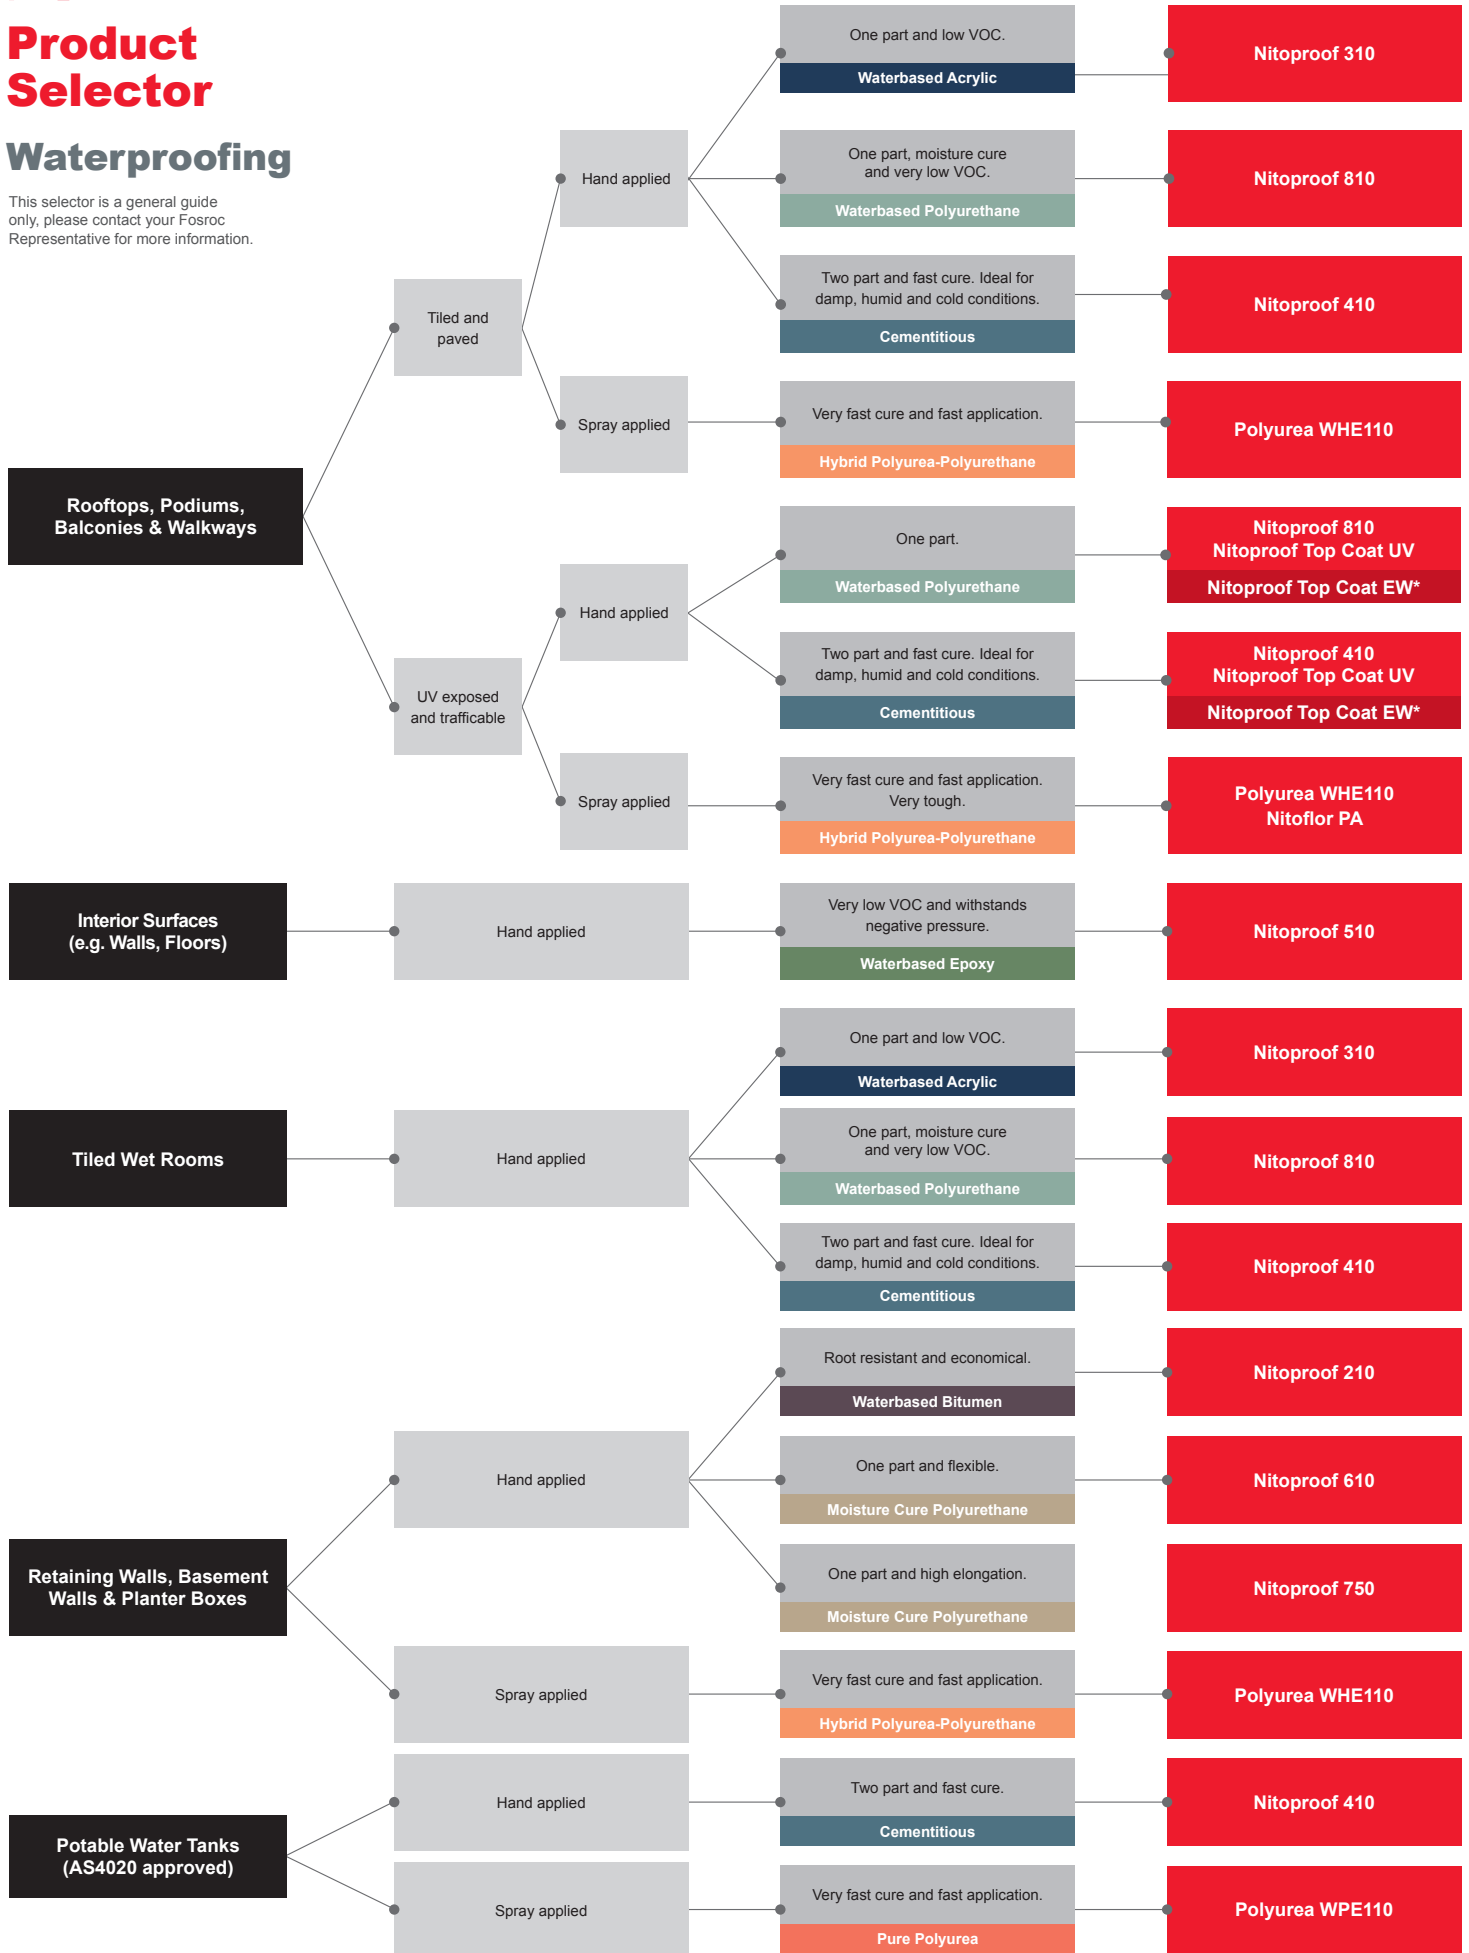 Product
Selector
Waterproofing
This selector is a general guide
only, please contact your Fosroc
Representative for more information.
Rooftops, Podiums,
Balconies & Walkways
Tiled and
paved
Hand applied
One part and low VOC.
Waterbased Acrylic
Nitoproof 310
One part, moisture cure
and very low VOC.
Waterbased Polyurethane
Nitoproof 810
Two part and fast cure. Ideal for
damp, humid and cold conditions.
Cementitious
Nitoproof 410
Spray applied
Very fast cure and fast application.
Hybrid Polyurea-Polyurethane
Polyurea WHE110
UV exposed
and trafficable
Hand applied
One part.
Waterbased Polyurethane
Nitoproof 810
Nitoproof Top Coat UV
Nitoproof Top Coat EW*
Two part and fast cure. Ideal for
damp, humid and cold conditions.
Cementitious
Nitoproof 410
Nitoproof Top Coat UV
Nitoproof Top Coat EW*
Spray applied
Very fast cure and fast application.
Very tough.
Hybrid Polyurea-Polyurethane
Polyurea WHE110
Nitoflor PA
Interior Surfaces
(e.g. Walls, Floors)
Hand applied
Very low VOC and withstands
negative pressure.
Waterbased Epoxy
Nitoproof 510
Tiled Wet Rooms
Hand applied
One part and low VOC.
Waterbased Acrylic
Nitoproof 310
One part, moisture cure
and very low VOC.
Waterbased Polyurethane
Nitoproof 810
Two part and fast cure. Ideal for
damp, humid and cold conditions.
Cementitious
Nitoproof 410
Retaining Walls, Basement
Walls & Planter Boxes
Hand applied
Root resistant and economical.
Waterbased Bitumen
Nitoproof 210
One part and flexible.
Moisture Cure Polyurethane
Nitoproof 610
One part and high elongation.
Moisture Cure Polyurethane
Nitoproof 750
Spray applied
Very fast cure and fast application.
Hybrid Polyurea-Polyurethane
Polyurea WHE110
Potable Water Tanks
(AS4020 approved)
Hand applied
Two part and fast cure.
Cementitious
Nitoproof 410
Spray applied
Very fast cure and fast application.
Pure Polyurea
Polyurea WPE110